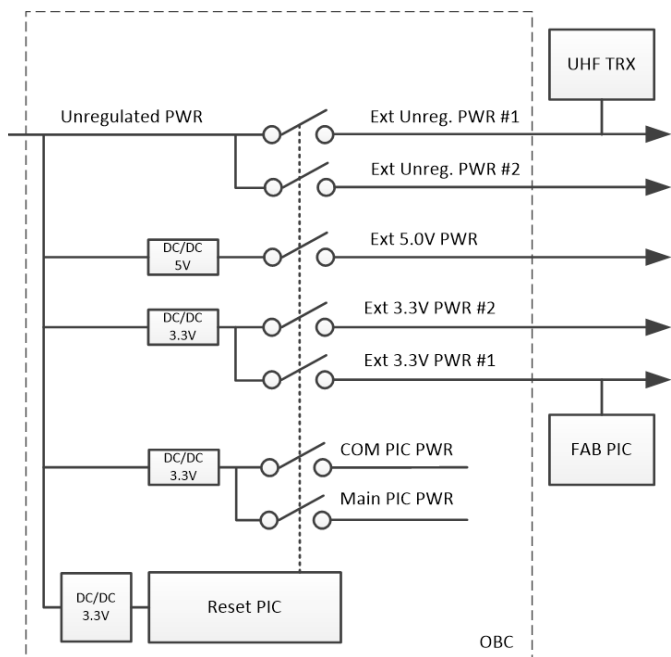 UHF TRX
Unregulated PWR
Ext Unreg. PWR #1
Ext Unreg. PWR #2
DC/DC
5V
Ext 5.0V PWR
DC/DC
3.3V
Ext 3.3V PWR #2
Ext 3.3V PWR #1
FAB PIC
DC/DC
3.3V
COM PIC PWR
Main PIC PWR
DC/DC
3.3V
Reset PIC
OBC